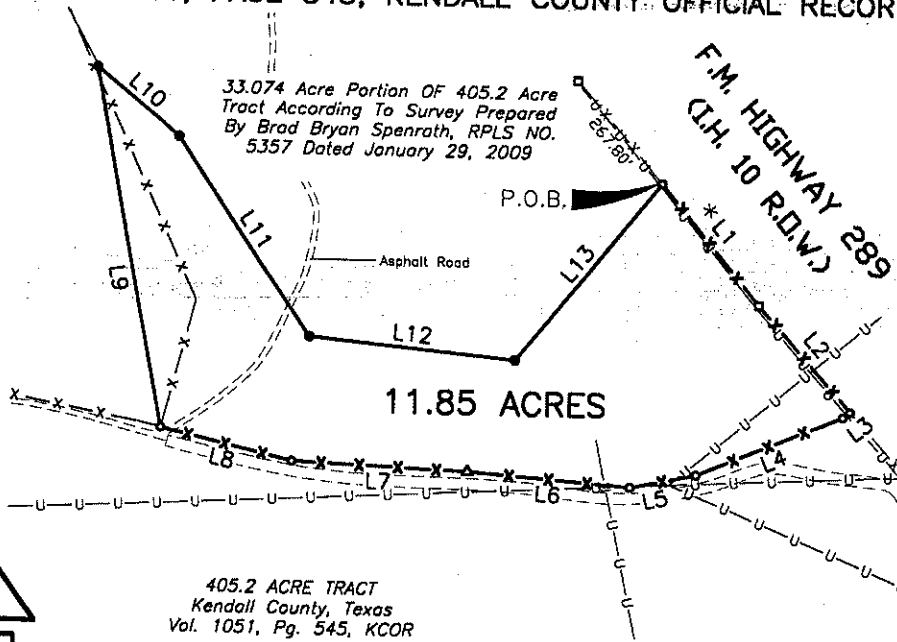 PAGE 545, KENDALL COUNTY OFFICIAL RECOR
33.074 Acre Portion OF 405.2 Acre
Tract According To Survey Prepared
By Brad Bryan Spenrath, RPLS NO.
5357 Dated January 29, 2009
F.M. HIGHWAY 289
(I.H. 10 R.O.W.)
267.80'
P.O.B.
*L1
L2
L3
L4
L5
L6
L7
L8
L9
L10
L11
L12
L13
Asphalt Road
11.85 ACRES
405.2 ACRE TRACT
Kendall County, Texas
Vol. 1051, Pg. 545, KCOR